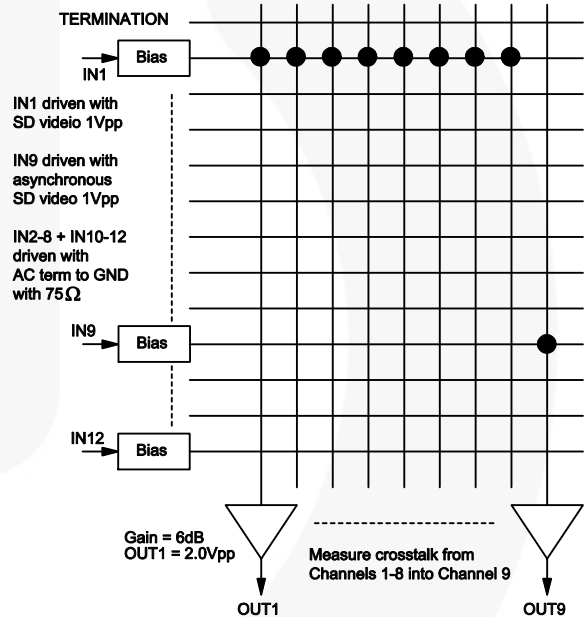 TERMINATION
Bias
IN1
IN1 driven with
SD videio 1Vpp
IN9 driven with
asynchronous
SD video 1Vpp
IN2-8 + IN10-12
driven with
AC term to GND
with 75Ω
IN9
Bias
IN12
Bias
Gain = 6dB
OUT1 = 2.0Vpp
Measure crosstalk from
Channels 1-8 into Channel 9
OUT1
OUT9